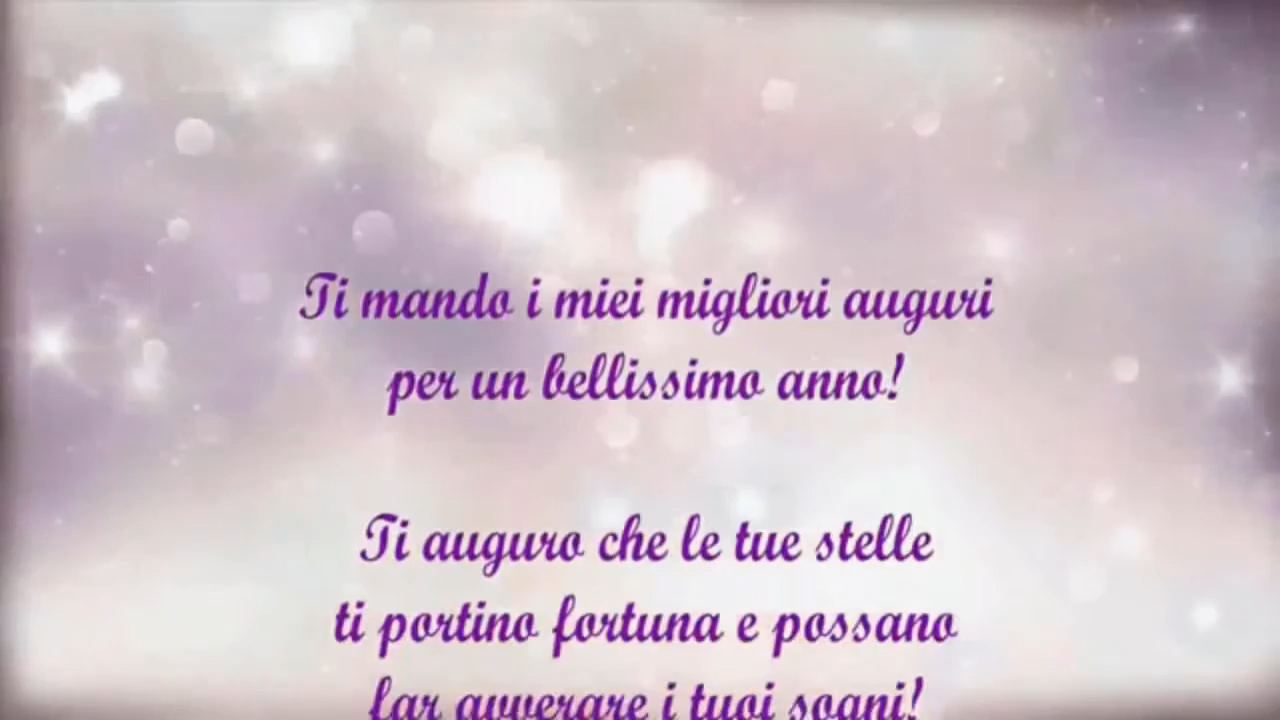 Ti mando i miei migliori auguri
per un bellissimo anno!
Ti auguro che le tue stelle
ti portino fortuna e possano
far avverare i tuoi sogni!